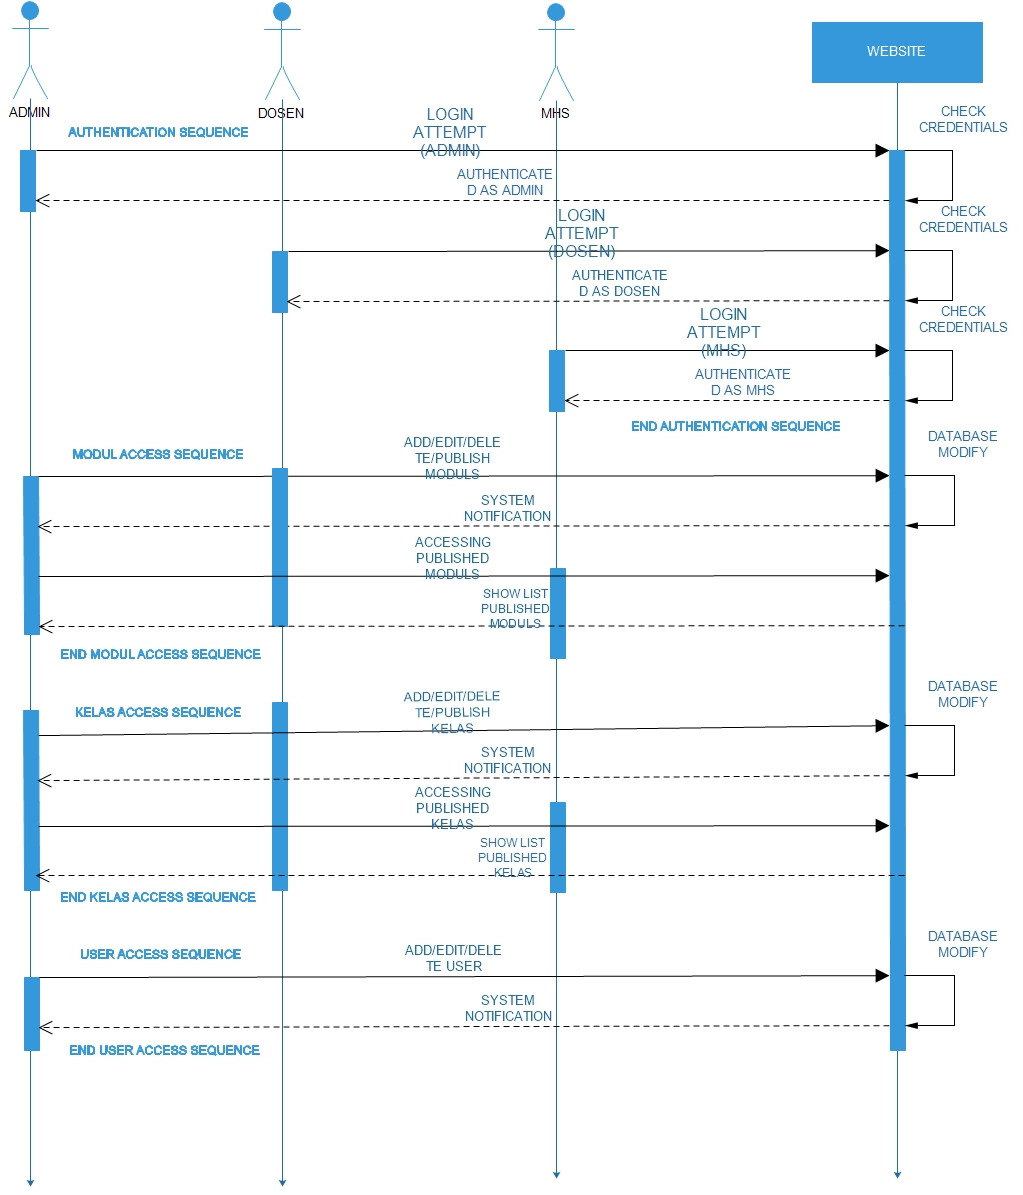 ADMIN
DOSEN
MHS
WEBSITE
AUTHENTICATION SEQUENCE
LOGIN
ATTEMPT
(ADMIN)
CHECK
CREDENTIALS
AUTHENTICATE
D AS ADMIN
LOGIN
ATTEMPT
(DOSEN)
CHECK
CREDENTIALS
AUTHENTICATE
D AS DOSEN
LOGIN
ATTEMPT
(MHS)
CHECK
CREDENTIALS
AUTHENTICATE
D AS MHS
END AUTHENTICATION SEQUENCE
MODUL ACCESS SEQUENCE
ADD/EDIT/DELE
TE/PUBLISH
MODULS
DATABASE
MODIFY
SYSTEM
NOTIFICATION
ACCESSING
PUBLISHED
MODULS
SHOW LIST
PUBLISHED
MODULS
END MODUL ACCESS SEQUENCE
KELAS ACCESS SEQUENCE
ADD/EDIT/DELE
TE/PUBLISH
KELAS
DATABASE
MODIFY
SYSTEM
NOTIFICATION
ACCESSING
PUBLISHED
KELAS
SHOW LIST
PUBLISHED
KELAS
END KELAS ACCESS SEQUENCE
USER ACCESS SEQUENCE
ADD/EDIT/DELE
TE USER
DATABASE
MODIFY
SYSTEM
NOTIFICATION
END USER ACCESS SEQUENCE